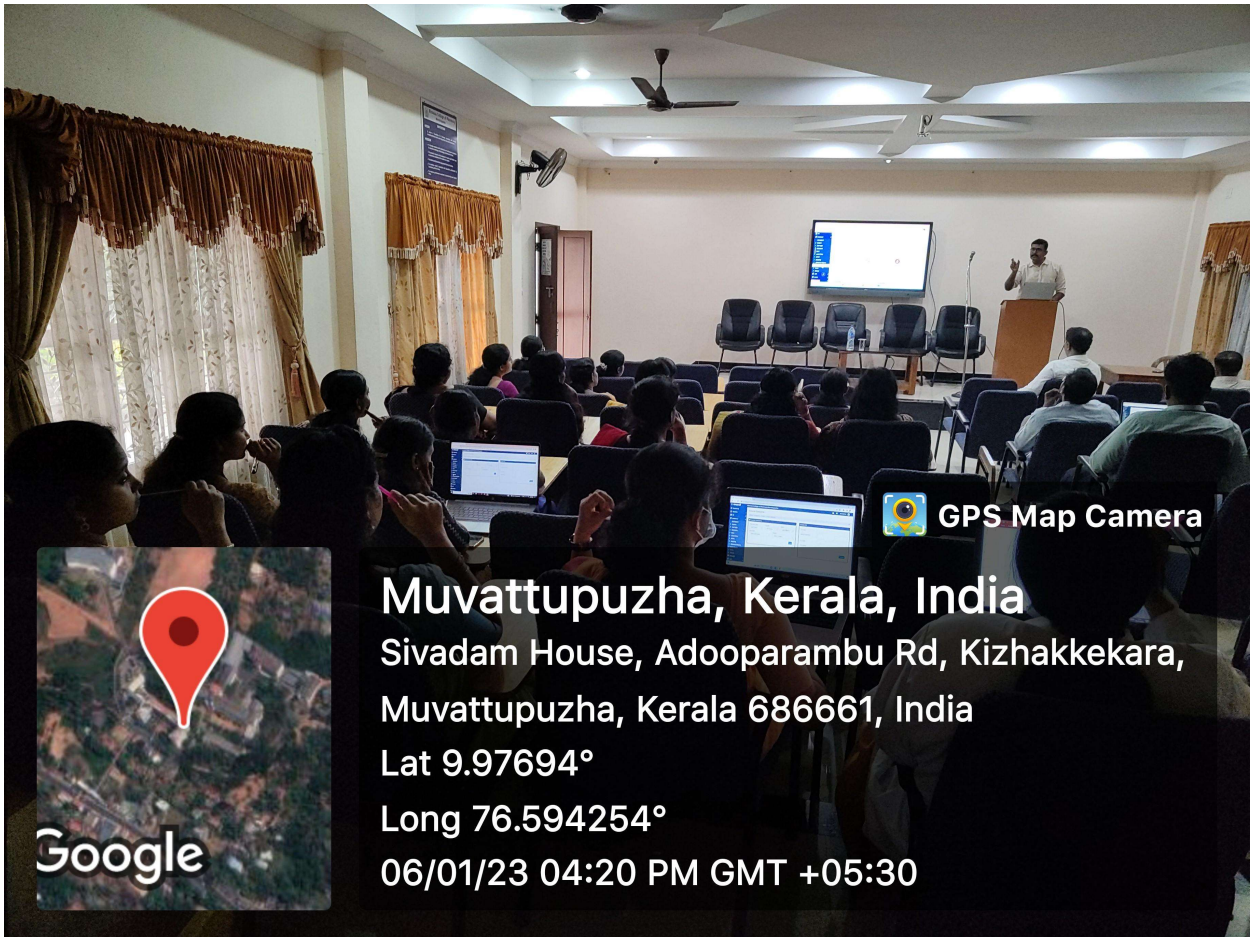 GPS Map Camera
Muvattupuzha, Kerala, India
Sivadam House, Adooparambu Rd, Kizhakkekara,
Muvattupuzha, Kerala 686661, India
Lat 9.97694°
Long 76.594254°
06/01/23 04:20 PM GMT +05:30
Google